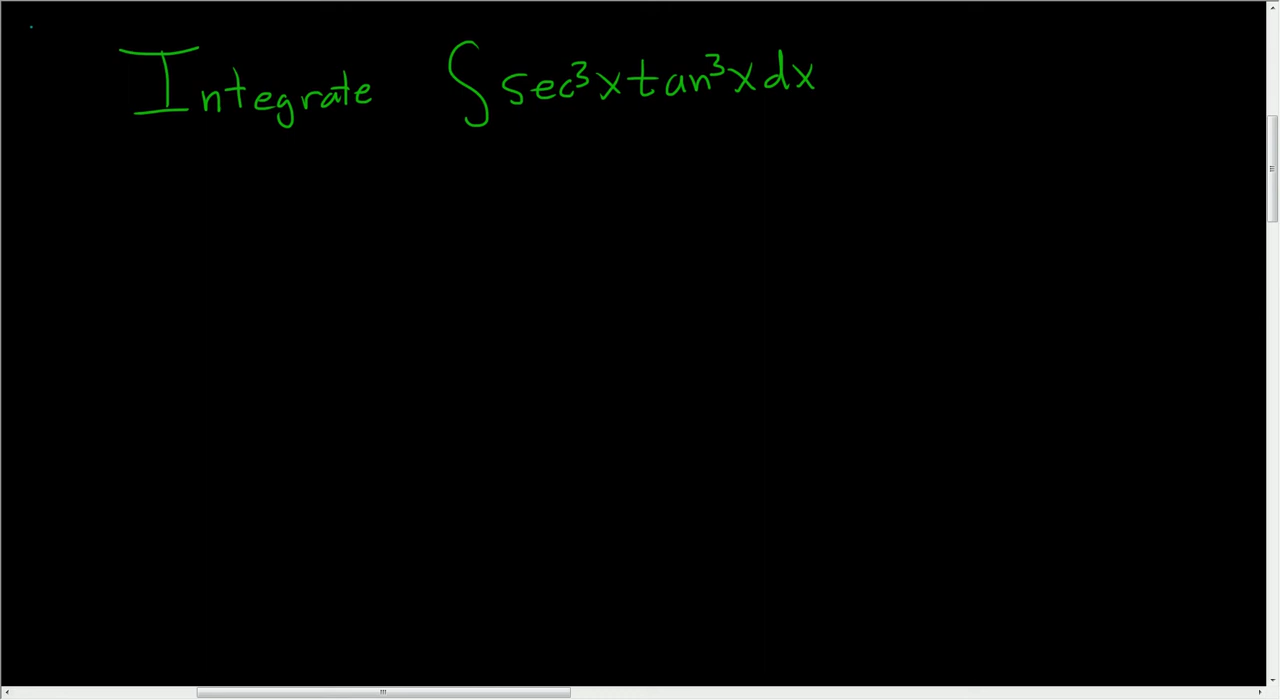 Integrate ∫ sec³x tan³x dx